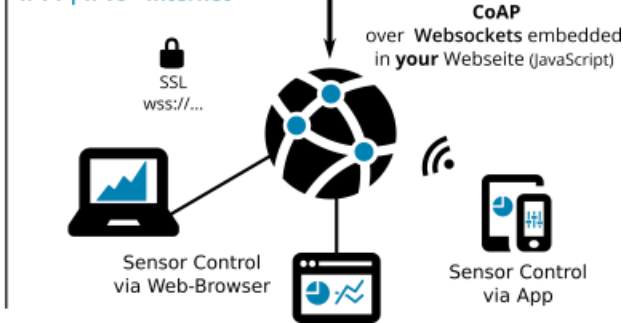 CoAP
over Websockets embedded
in your Webseite (JavaScript)
SSL
wss://...
Sensor Control
via Web-Browser
Sensor Control
via App